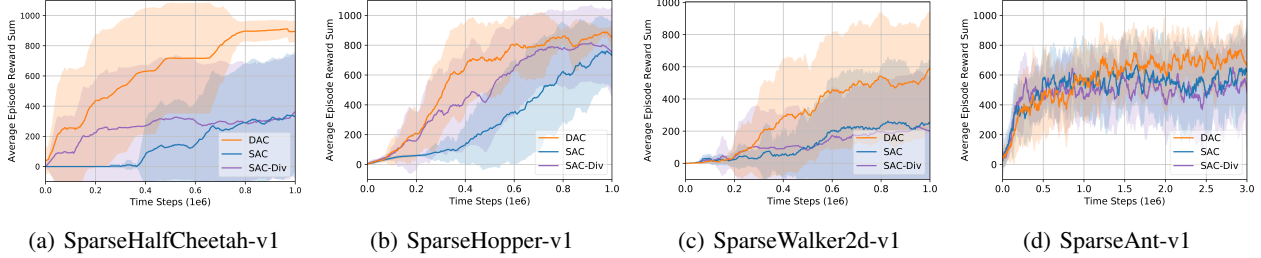 Average Episode Reward Sum
1000
800
600
400
200
0
0.0 0.2 0.4 0.6 0.8 1.0
Time Steps (1e6)
DAC
SAC
SAC-Div
(a) SparseHalfCheetah-v1
Average Episode Reward Sum
1000
800
600
400
200
0
0.0 0.2 0.4 0.6 0.8 1.0
Time Steps (1e6)
DAC
SAC
SAC-Div
(b) SparseHopper-v1
Average Episode Reward Sum
1000
800
600
400
200
0
0.0 0.2 0.4 0.6 0.8 1.0
Time Steps (1e6)
DAC
SAC
SAC-Div
(c) SparseWalker2d-v1
Average Episode Reward Sum
1000
800
600
400
200
0
0.0 0.5 1.0 1.5 2.0 2.5 3.0
Time Steps (1e6)
DAC
SAC
SAC-Div
(d) SparseAnt-v1